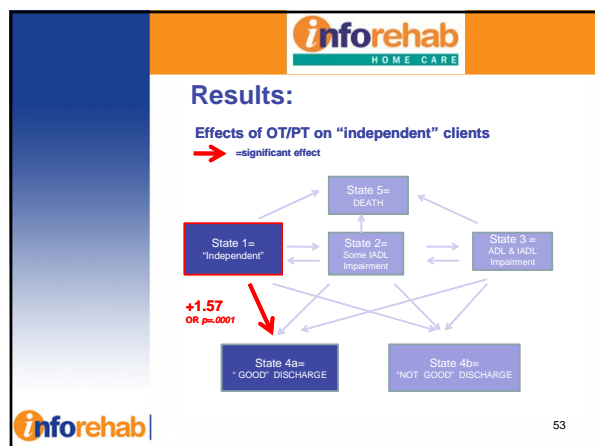 inforehab
HOME CARE
Results:
Effects of OT/PT on “independent” clients
=significant effect
State 5=
DEATH
State 1=
“Independent”
State 2=
Some IADL
Impairment
State 3 =
ADL & IADL
Impairment
+1.57
OR p=.0001
State 4a=
“ GOOD” DISCHARGE
State 4b=
“NOT GOOD” DISCHARGE
inforehab
53